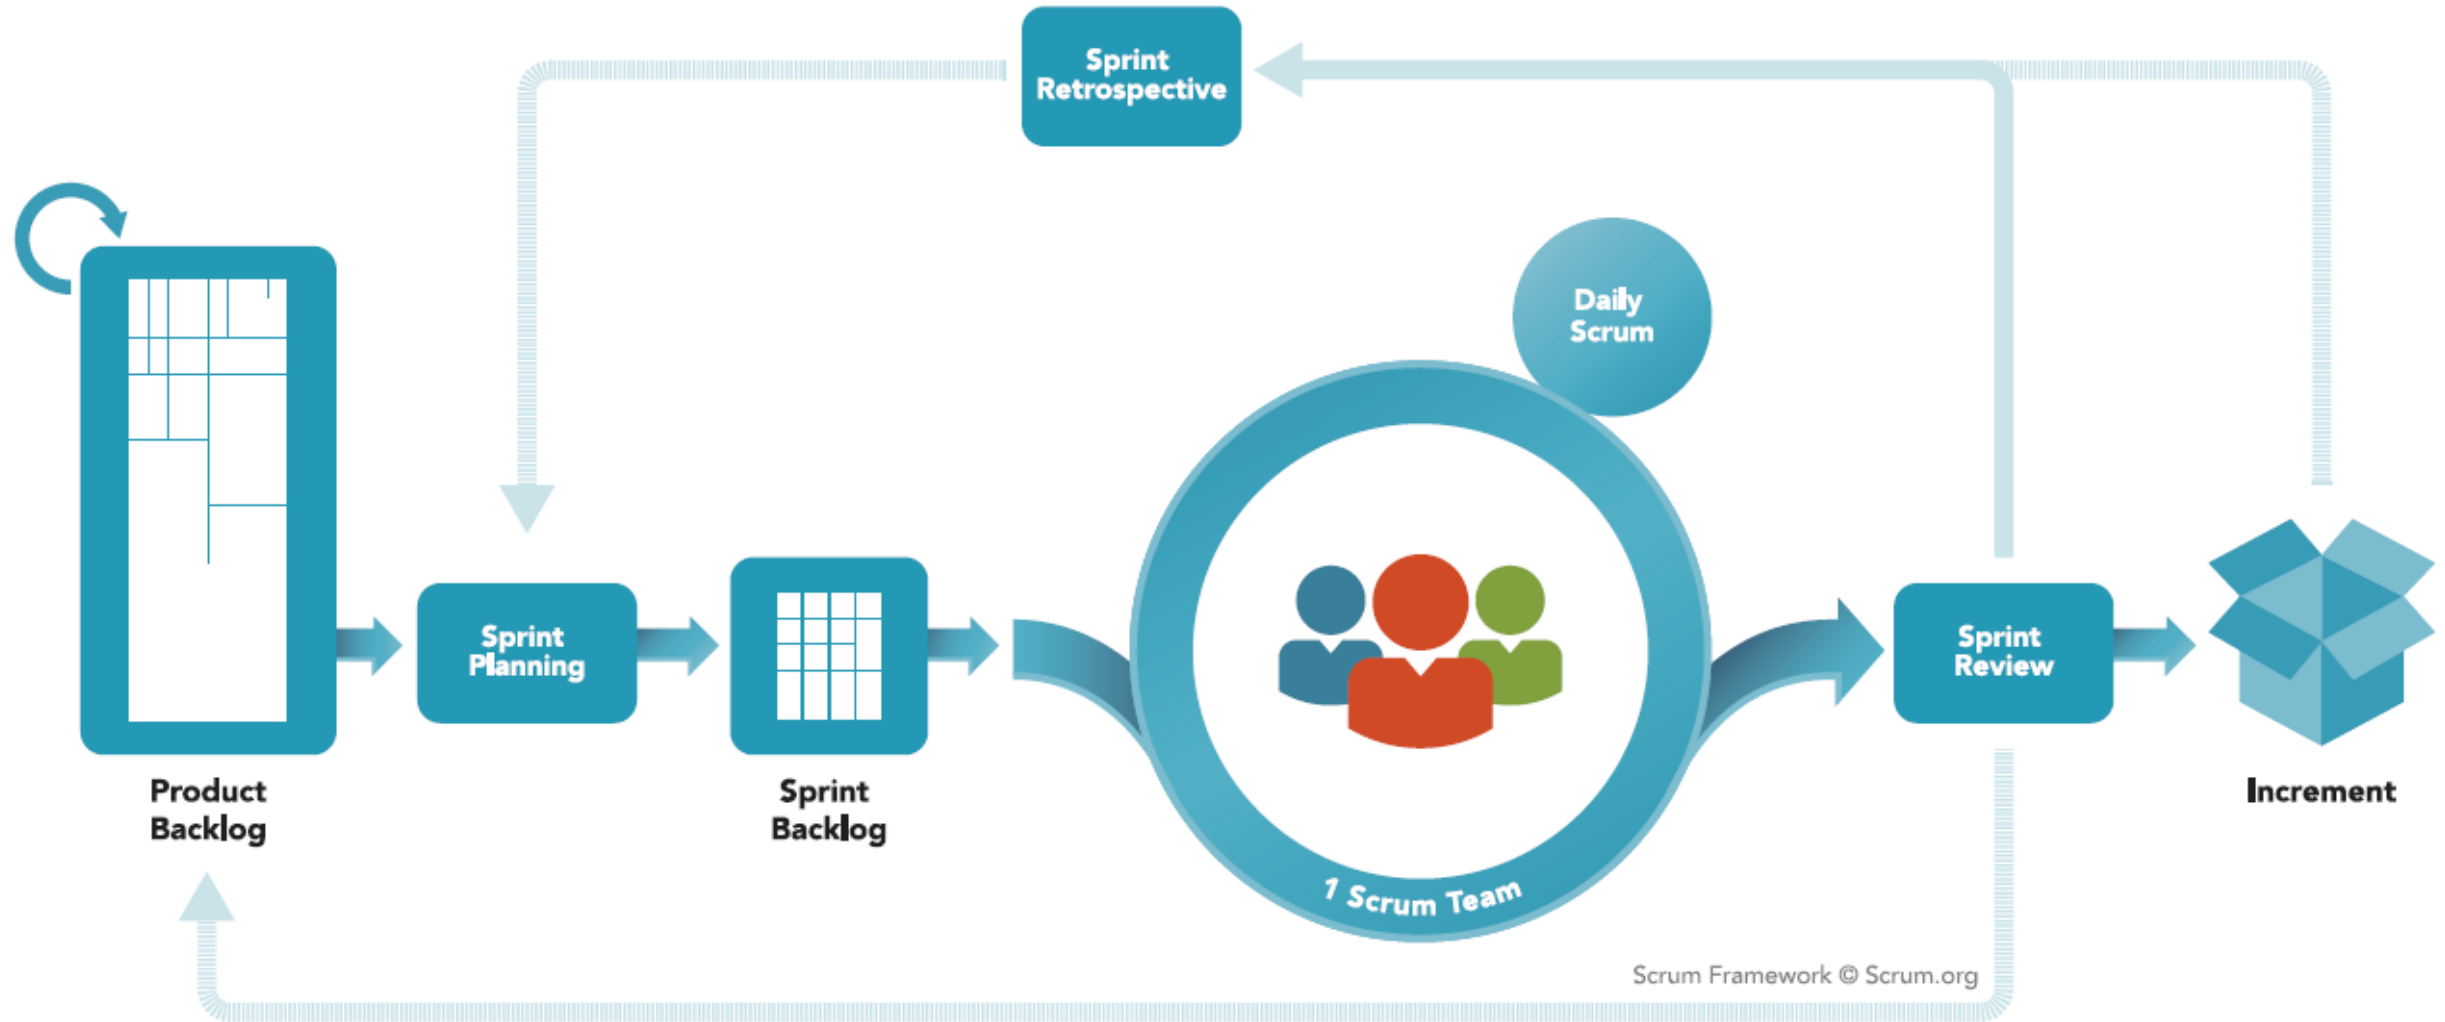 Sprint
Retrospective
Daily
Scrum
Sprint
Planning
Sprint
Review
Product
Backlog
Sprint
Backlog
Increment
1 Scrum Team
Scrum Framework © Scrum.org